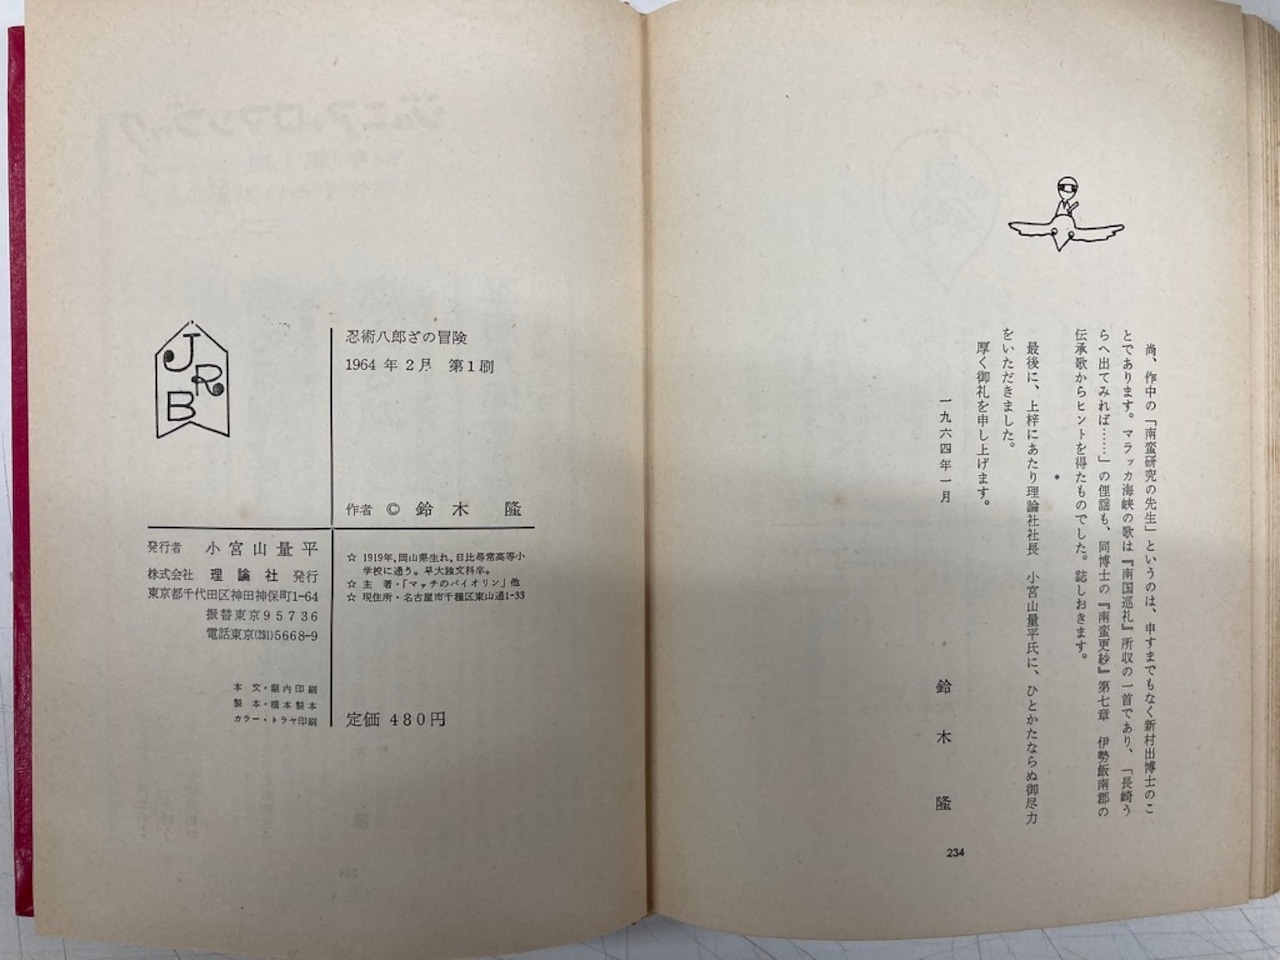 尚、作中の「南蛮研究の先生」というのは、申すまでもなく新村出博士のこ
とであります。マラッカ海峡の歌は『南国巡礼』所収の一首であり、「長崎う
らへ出てみれば……」の俚謡も、同博士の『南蛮更紗』第七章 伊勢飯南郡の
伝承歌からヒントを得たものでした。誌しおきます。
*
最後に、上梓にあたり理論社社長 小宮山量平氏に、ひとかたならぬ御尽力
をいただきました。
厚く御礼を申し上げます。
一九六四年一月
鈴木 隆
234
JRB
忍術八郎ざの冒険
1964年2月 第1刷
作者 © 鈴木 隆
発行者 小宮山量平
株式会社 理論社 発行
東京都千代田区神田神保町1-64
振替東京95736
電話東京(291)5668-9
本文・堀内印刷
製本・橋本製本
カラー・トラヤ印刷
☆ 1919年,岡山県生れ,日比尋常高等小
学校に通う。早大独文科卒。
☆ 主 著・「マッチのバイオリン」他
☆ 現住所・名古屋市千種区東山通1-33
定価 480円